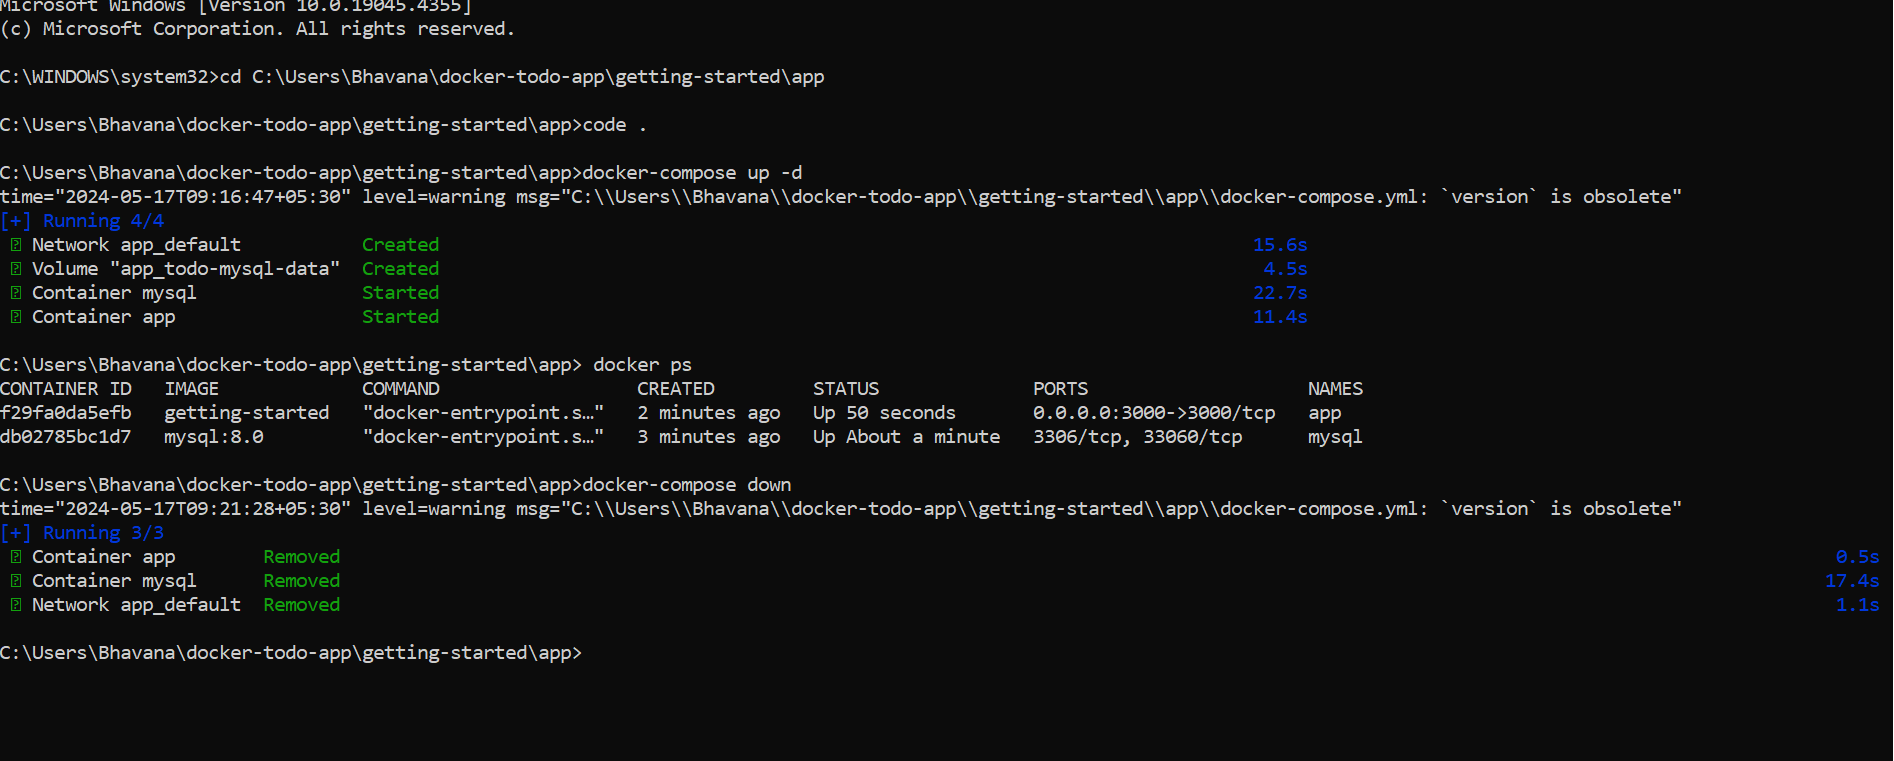 Microsoft Windows [Version 10.0.19045.4355]
(c) Microsoft Corporation. All rights reserved.
C:\WINDOWS\system32>cd C:\Users\Bhavana\docker-todo-app\getting-started\app
C:\Users\Bhavana\docker-todo-app\getting-started\app>code .
C:\Users\Bhavana\docker-todo-app\getting-started\app>docker-compose up -d
time="2024-05-17T09:16:47+05:30" level=warning msg="C:\\Users\\Bhavana\\docker-todo-app\\getting-started\\app\\docker-compose.yml: `version` is obsolete"
[+] Running 4/4
⍰ Network app_default Created 15.6s
⍰ Volume "app_todo-mysql-data" Created 4.5s
⍰ Container mysql Started 22.7s
⍰ Container app Started 11.4s
C:\Users\Bhavana\docker-todo-app\getting-started\app> docker ps
CONTAINER ID IMAGE COMMAND CREATED STATUS PORTS NAMES
f29fa0da5efb getting-started "docker-entrypoint.s…" 2 minutes ago Up 50 seconds 0.0.0.0:3000->3000/tcp app
db02785bc1d7 mysql:8.0 "docker-entrypoint.s…" 3 minutes ago Up About a minute 3306/tcp, 33060/tcp mysql
C:\Users\Bhavana\docker-todo-app\getting-started\app>docker-compose down
time="2024-05-17T09:21:28+05:30" level=warning msg="C:\\Users\\Bhavana\\docker-todo-app\\getting-started\\app\\docker-compose.yml: `version` is obsolete"
[+] Running 3/3
⍰ Container app Removed 0.5s
⍰ Container mysql Removed 17.4s
⍰ Network app_default Removed 1.1s
C:\Users\Bhavana\docker-todo-app\getting-started\app>